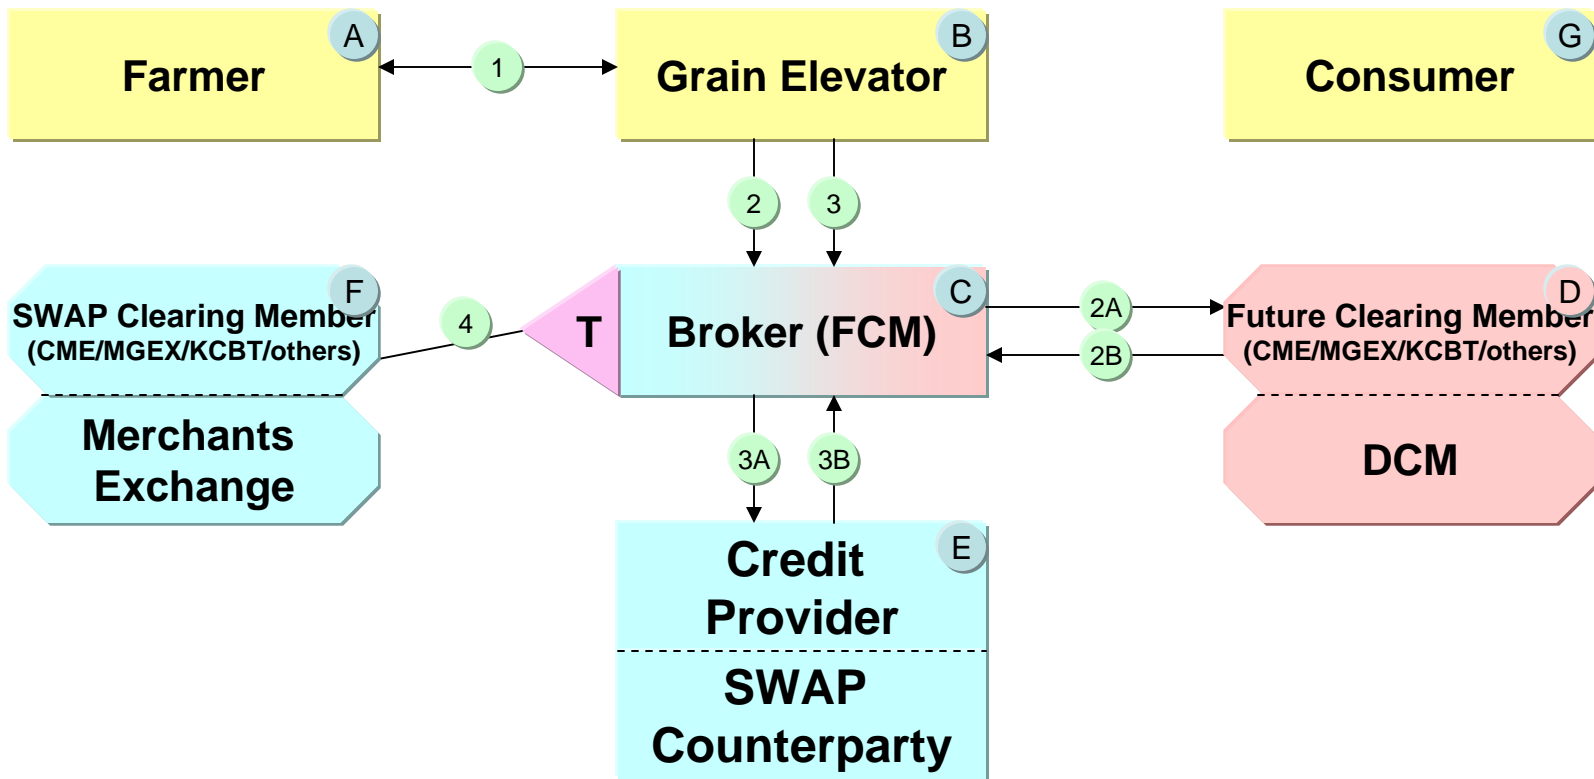 A
Farmer
1
B
Grain Elevator
G
Consumer
2
3
F
SWAP Clearing Member
(CME/MGEX/KCBT/others)
Merchants
Exchange
4
T
C
Broker (FCM)
2A
2B
D
Future Clearing Member
(CME/MGEX/KCBT/others)
DCM
3A
3B
E
Credit
Provider
SWAP
Counterparty